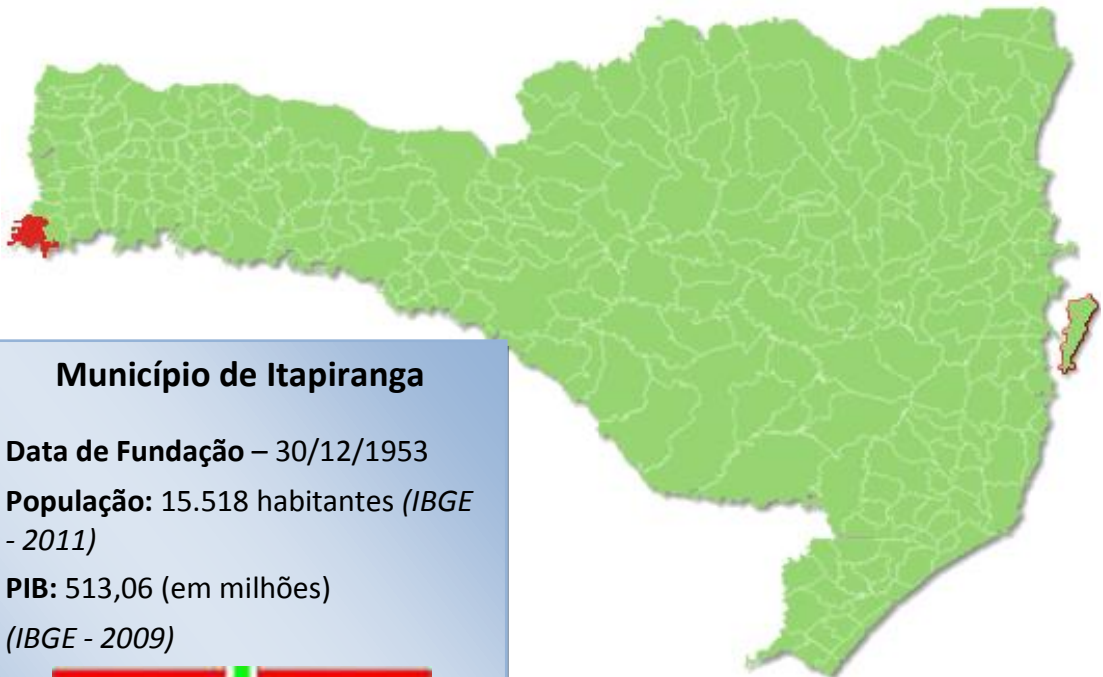 Município de Itapiranga
Data de Fundação – 30/12/1953
População: 15.518 habitantes (IBGE
- 2011)
PIB: 513,06 (em milhões)
(IBGE - 2009)